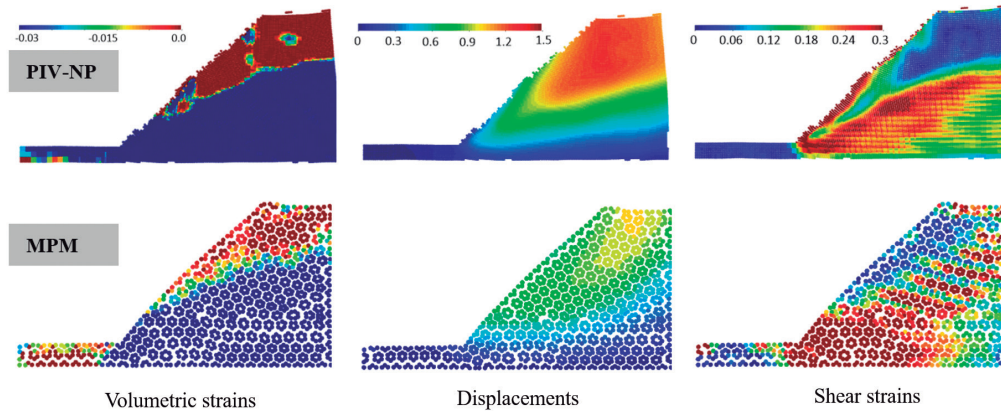 -0.03 -0.015 0.0
0 0.3 0.6 0.9 1.2 1.5
0 0.06 0.12 0.18 0.24 0.3
PIV-NP
MPM
Volumetric strains
Displacements
Shear strains